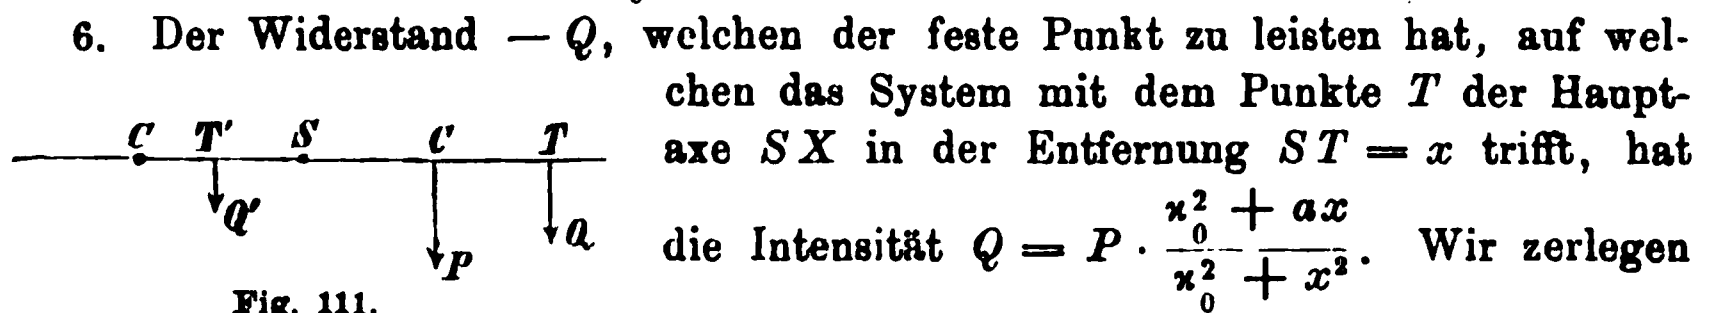 6. Der Widerstand — Q, welchen der feste Punkt zu leisten hat, auf wel-
chen das System mit dem Punkte T der Haupt-
axe SX in der Entfernung ST = x trifft, hat
die Intensität Q = P · (ϰ₀² + ax)/(ϰ₀² + x²). Wir zerlegen
C T' S C T
Q' P Q
Fig. 111.